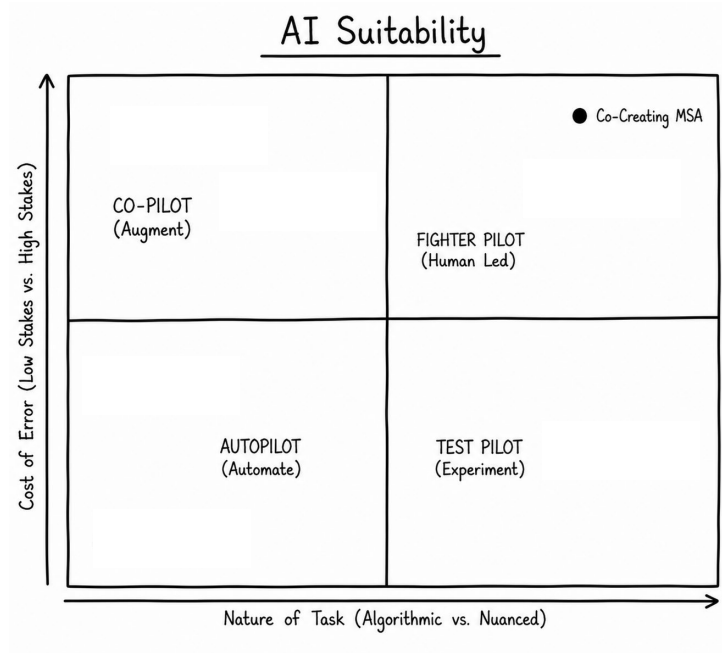 AI Suitability
Co-Creating MSA
CO-PILOT
(Augment)
FIGHTER PILOT
(Human Led)
AUTOPILOT
(Automate)
TEST PILOT
(Experiment)
Cost of Error (Low Stakes vs. High Stakes)
Nature of Task (Algorithmic vs. Nuanced)